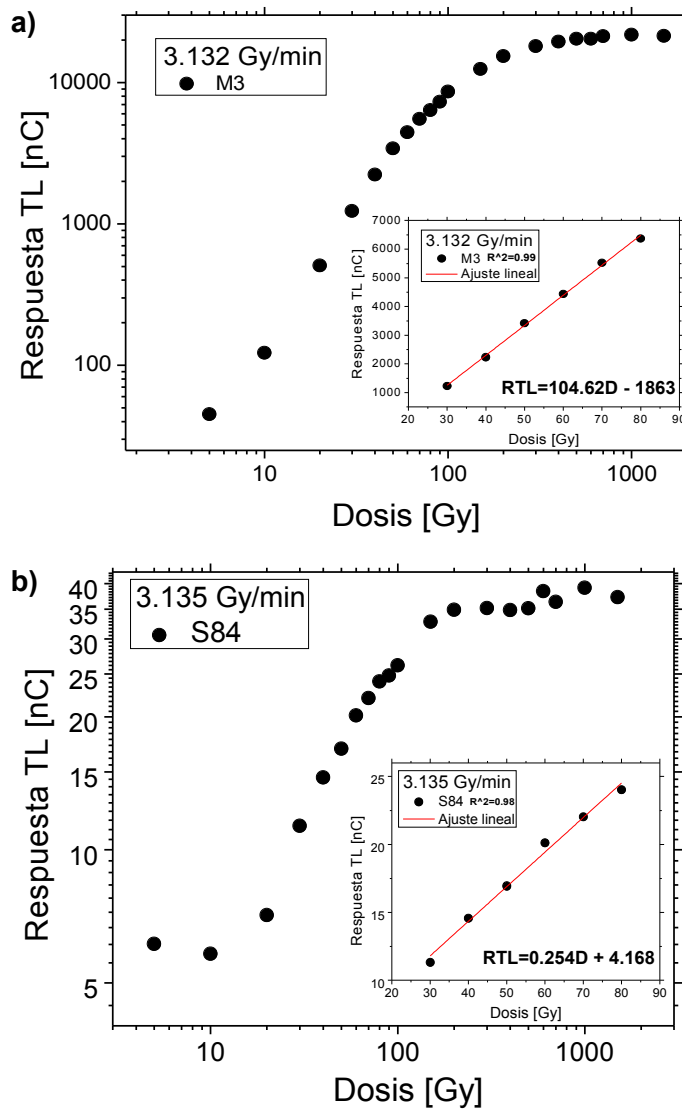 a)
3.132 Gy/min
M3
Respuesta TL [nC]
10000
1000
100
10
100
1000
Dosis [Gy]
3.132 Gy/min
M3 R^2=0.99
Ajuste lineal
RTL=104.62D - 1863
Respuesta TL [nC]
7000
6000
5000
4000
3000
2000
1000
20 30 40 50 60 70 80 90
Dosis [Gy]
b)
3.135 Gy/min
S84
Respuesta TL [nC]
40
35
30
25
20
15
10
5
10
100
1000
Dosis [Gy]
3.135 Gy/min
S84 R^2=0.98
Ajuste lineal
RTL=0.254D + 4.168
Respuesta TL [nC]
25
20
15
10
20 30 40 50 60 70 80 90
Dosis [Gy]